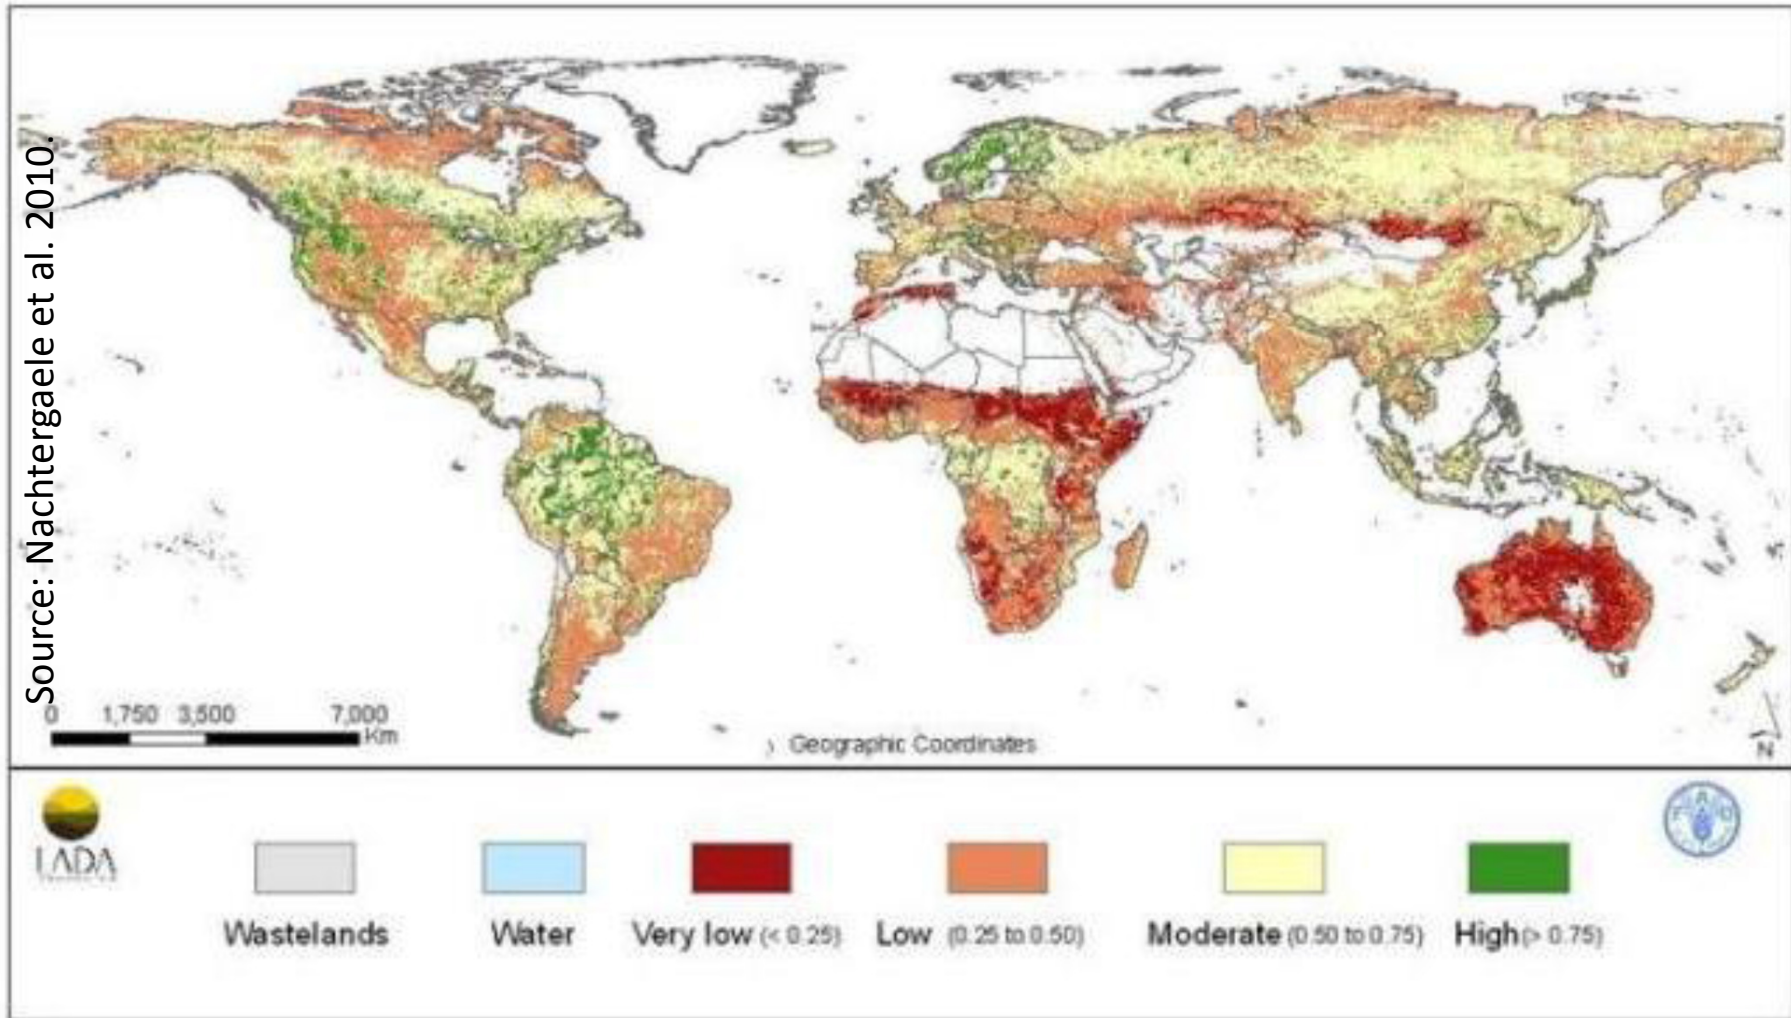 Source: Nachtergaele et al. 2010.
0 1,750 3,500 7,000
Km
Geographic Coordinates
N
LADA
F A O
Wastelands
Water
Very low (< 0.25)
Low (0.25 to 0.50)
Moderate (0.50 to 0.75)
High (> 0.75)